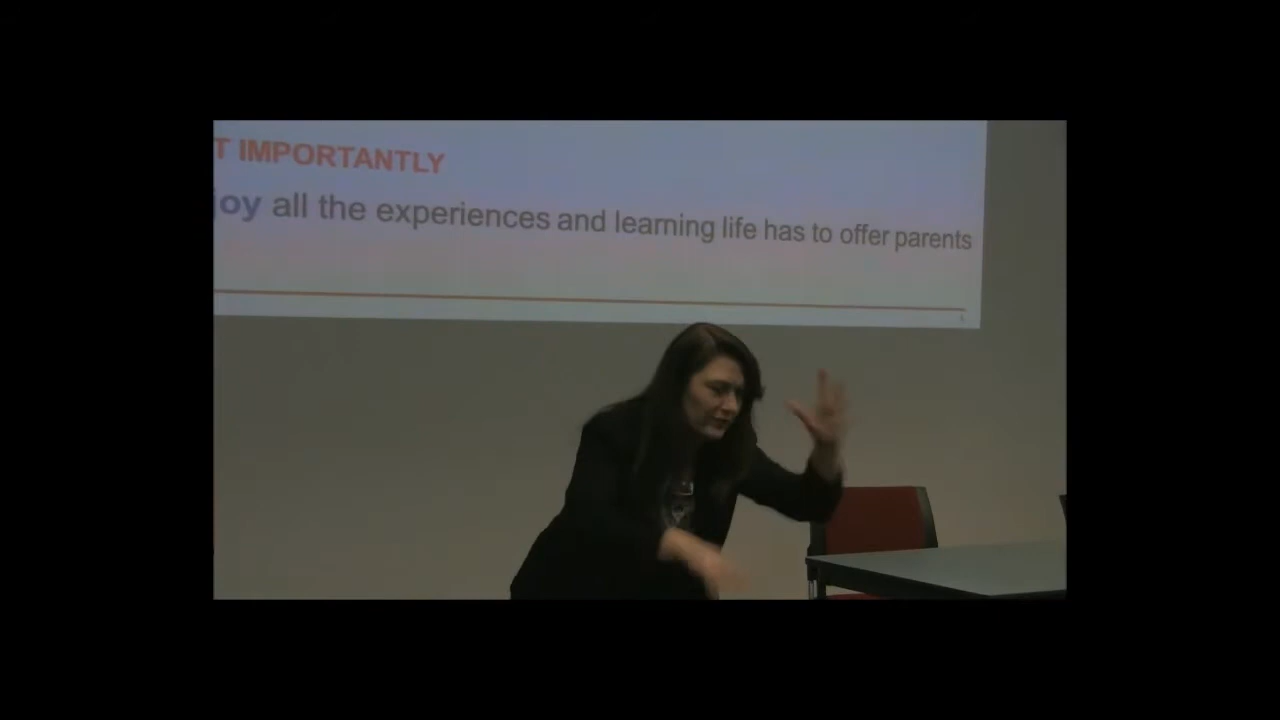 T IMPORTANTLY
joy all the experiences and learning life has to offer parents